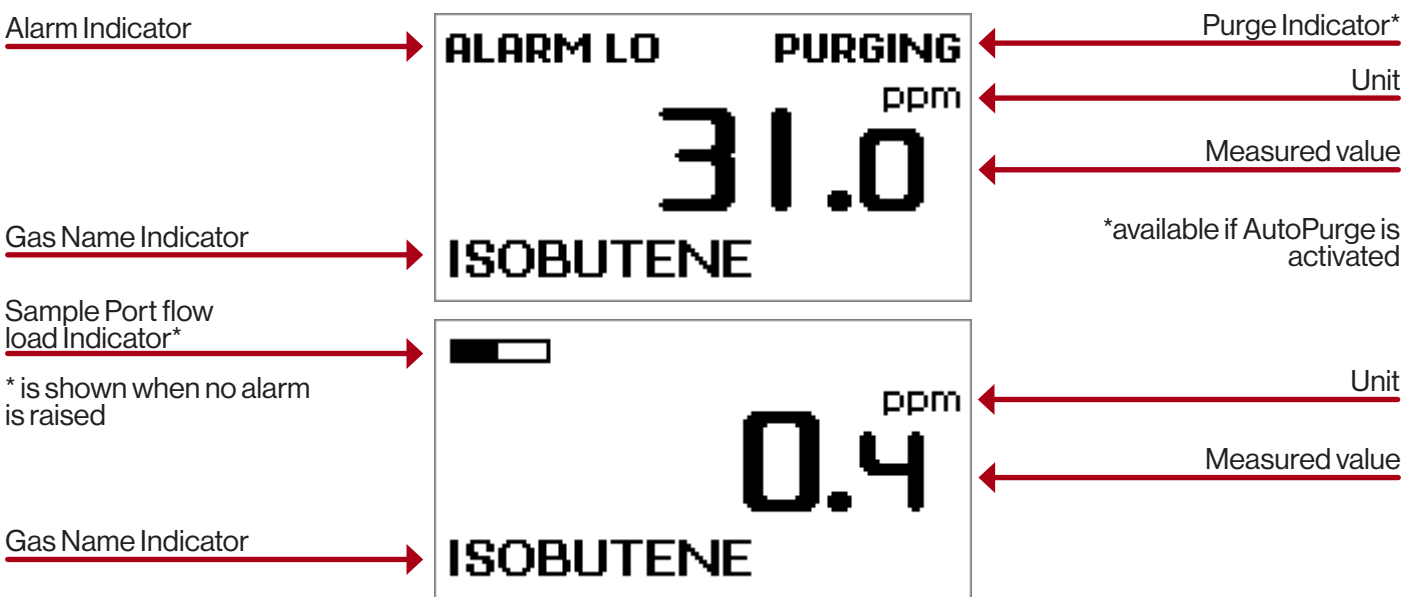 Alarm Indicator
ALARM LO
PURGING
Purge Indicator*
ppm
Unit
31.0
Measured value
Gas Name Indicator
ISOBUTENE
*available if AutoPurge is
activated
Sample Port flow
load Indicator*
* is shown when no alarm
is raised
ppm
Unit
0.4
Measured value
Gas Name Indicator
ISOBUTENE